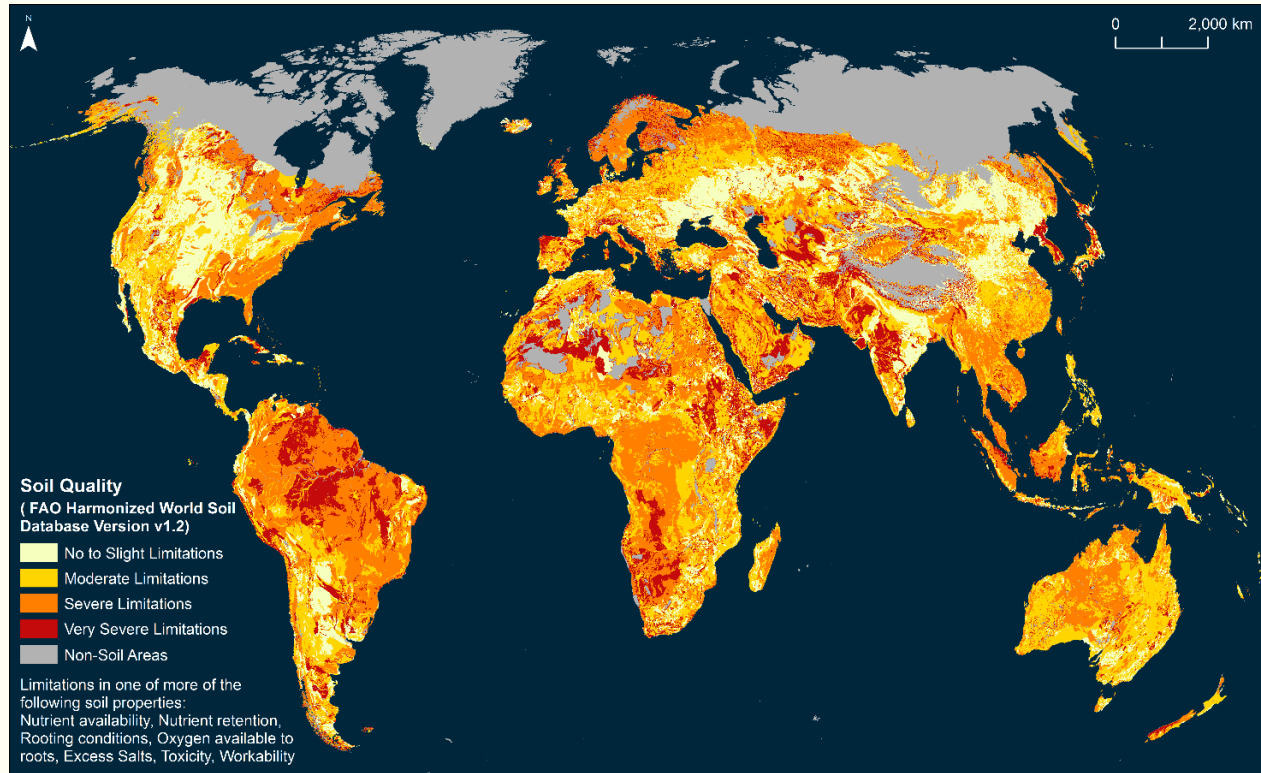 N
0 2,000 km
Soil Quality
( FAO Harmonized World Soil
Database Version v1.2)
No to Slight Limitations
Moderate Limitations
Severe Limitations
Very Severe Limitations
Non-Soil Areas
Limitations in one of more of the
following soil properties:
Nutrient availability, Nutrient retention,
Rooting conditions, Oxygen available to
roots, Excess Salts, Toxicity, Workability